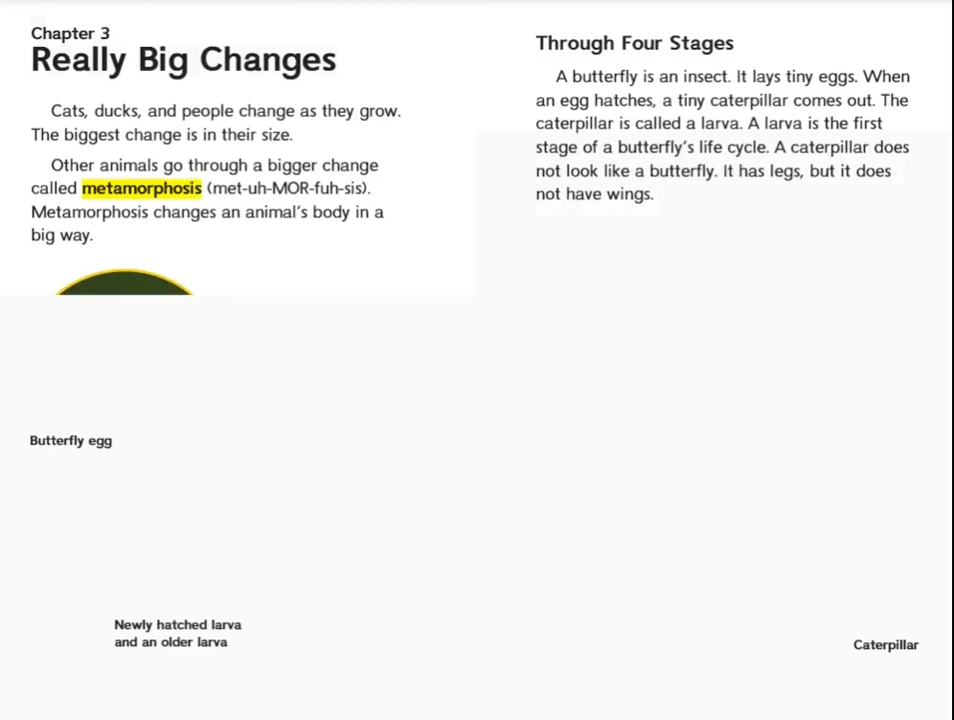 Chapter 3
Really Big Changes
Cats, ducks, and people change as they grow.
The biggest change is in their size.
Other animals go through a bigger change
called metamorphosis (met-uh-MOR-fuh-sis).
Metamorphosis changes an animal's body in a
big way.
Butterfly egg
Newly hatched larva
and an older larva
Through Four Stages
A butterfly is an insect. It lays tiny eggs. When
an egg hatches, a tiny caterpillar comes out. The
caterpillar is called a larva. A larva is the first
stage of a butterfly's life cycle. A caterpillar does
not look like a butterfly. It has legs, but it does
not have wings.
Caterpillar